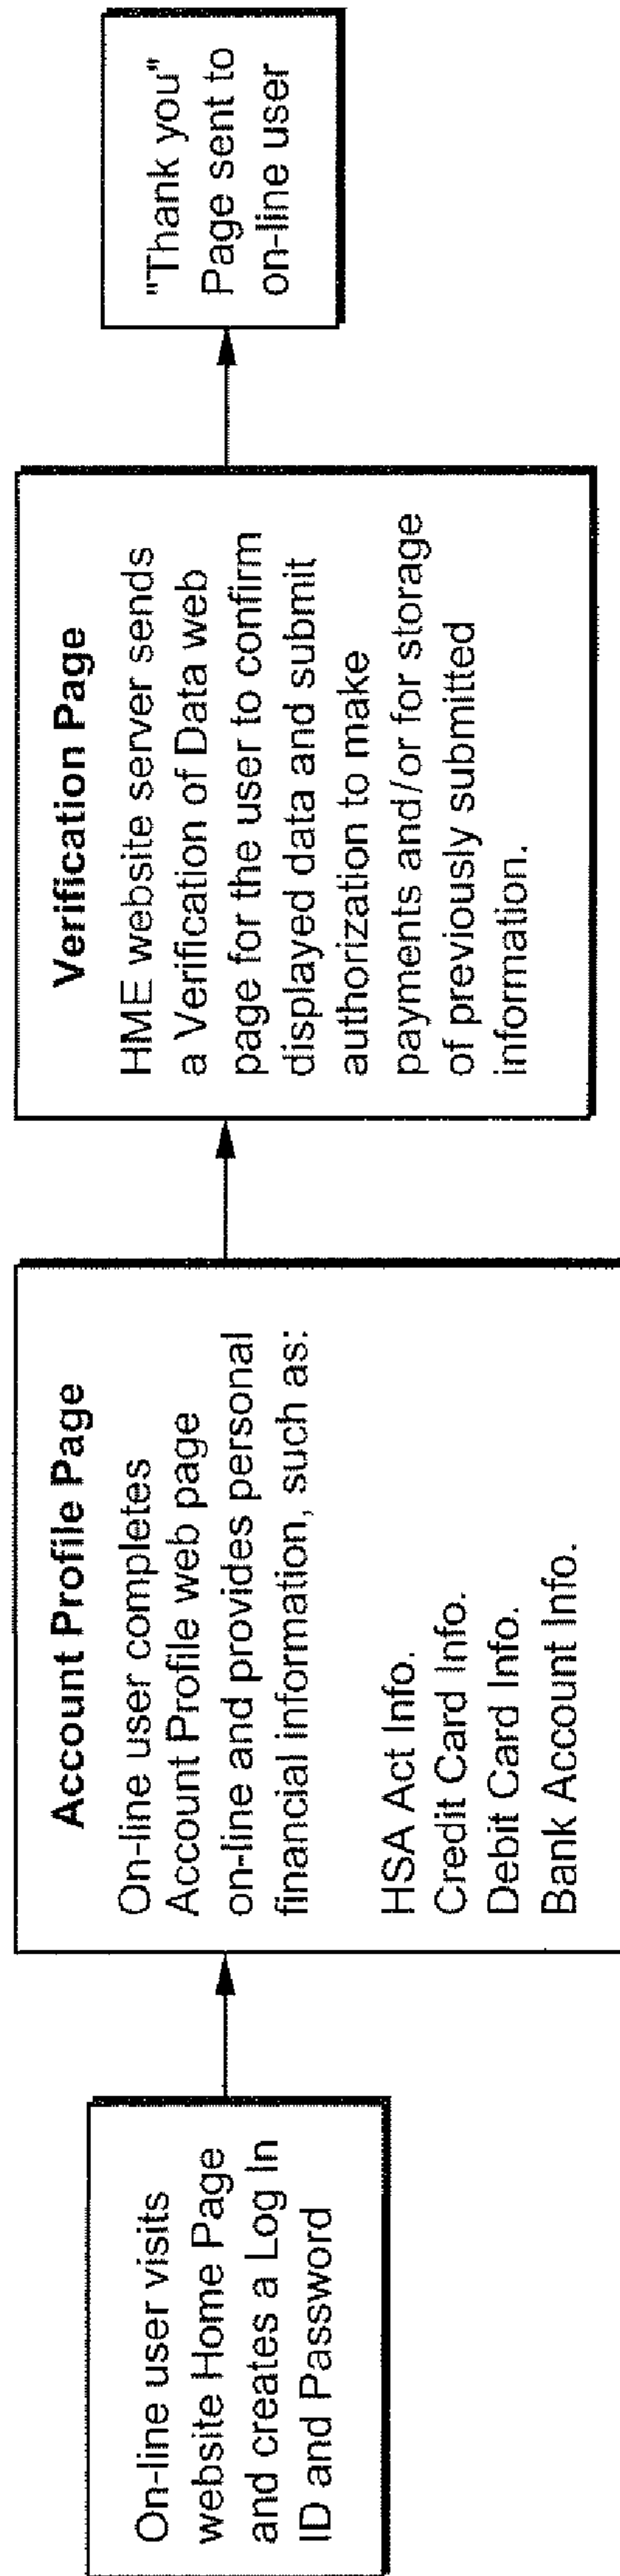 On-line user visits
website Home Page
and creates a Log In
ID and Password
Account Profile Page
On-line user completes
Account Profile web page
on-line and provides personal
financial information, such as:
HSA Act Info.
Credit Card Info.
Debit Card Info.
Bank Account Info.
Verification Page
HME website server sends
a Verification of Data web
page for the user to confirm
displayed data and submit
authorization to make
payments and/or for storage
of previously submitted
information.
"Thank you"
Page sent to
on-line user